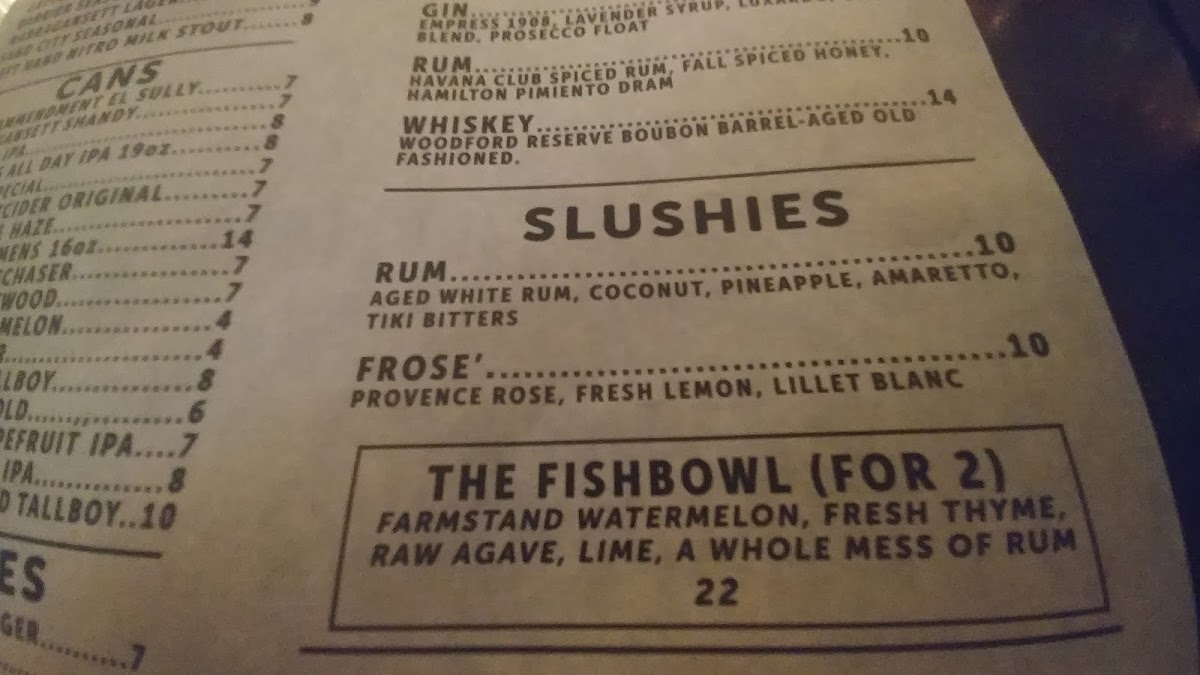 NITRO MILK STOUT.......8
CANS
EL SULLY..........7
SHANDY..........7
IPA..........8
ALL DAY IPA 19oz..........8
..........7
CIDER ORIGINAL.........7
HAZE..........7
16oz..........14
CHASER..........7
WOOD..........7
MELON..........4
..........4
LLBOY..........8
OLD..........6
EFRUIT IPA....7
IPA..........8
TALLBOY..10
ES
GER..........7
GIN
EMPRESS 1908, LAVENDER SYRUP,
BLEND, PROSECCO FLOAT
RUM..........10
HAVANA CLUB SPICED RUM, FALL SPICED HONEY,
HAMILTON PIMIENTO DRAM
WHISKEY..........14
WOODFORD RESERVE BOUBON BARREL-AGED OLD
FASHIONED.
SLUSHIES
RUM..........10
AGED WHITE RUM, COCONUT, PINEAPPLE, AMARETTO,
TIKI BITTERS
FROSE'..........10
PROVENCE ROSE, FRESH LEMON, LILLET BLANC
THE FISHBOWL (FOR 2)
FARMSTAND WATERMELON, FRESH THYME,
RAW AGAVE, LIME, A WHOLE MESS OF RUM
22